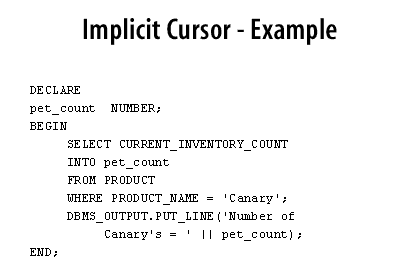 Implicit Cursor - Example
DECLARE
pet_count  NUMBER;
BEGIN
     SELECT CURRENT_INVENTORY_COUNT
     INTO pet_count
     FROM PRODUCT
     WHERE PRODUCT_NAME = 'Canary';
     DBMS_OUTPUT.PUT_LINE('Number of
          Canary's = ' || pet_count);
END;